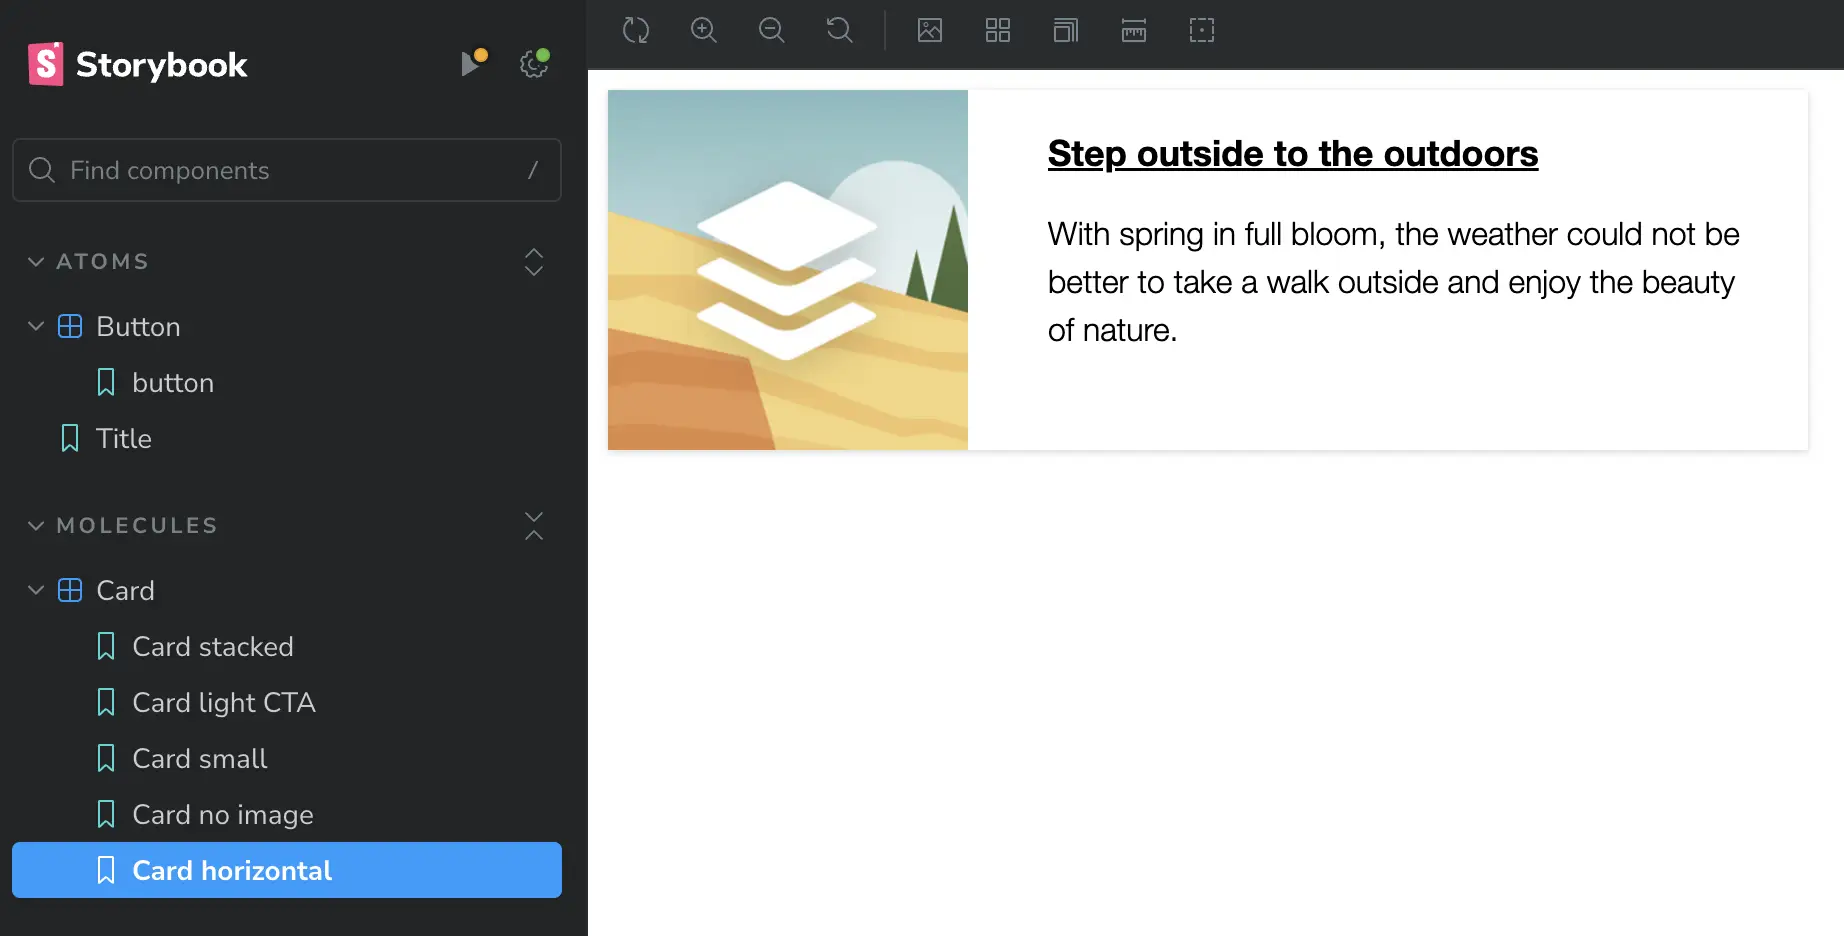 Storybook
Find components /
ATOMS
Button
button
Title
MOLECULES
Card
Card stacked
Card light CTA
Card small
Card no image
Card horizontal
Step outside to the outdoors
With spring in full bloom, the weather could not be
better to take a walk outside and enjoy the beauty
of nature.